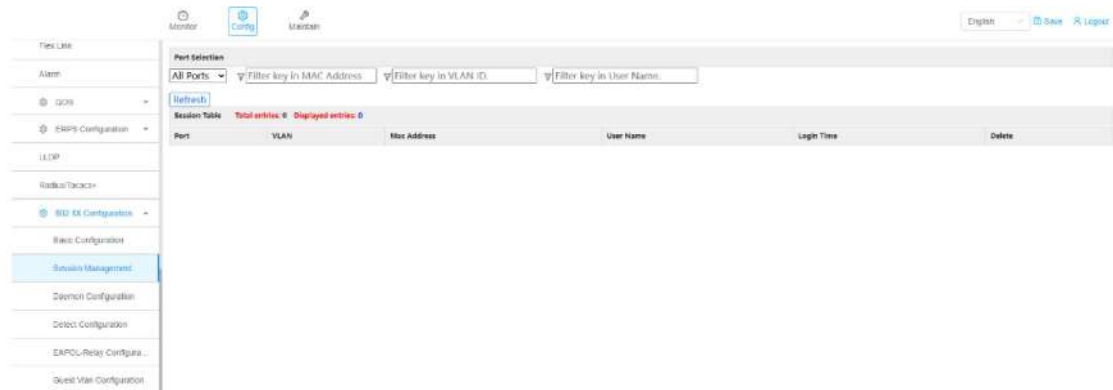 Monitor
Config
Maintain
English
Save
Logout
Flex Link
Alarm
QOS
ERPS Configuration
LLDP
Radius/Tacacs+
802.1X Configuration
Basic Configuration
Session Management
Daemon Configuration
Detect Configuration
EAPOL-Relay Configura...
Guest Vlan Configuration
Port Selection
All Ports Filter key in MAC Address Filter key in VLAN ID. Filter key in User Name.
Refresh
Session Table Total entries: 0 Displayed entries: 0
Port VLAN Mac Address User Name Login Time Delete